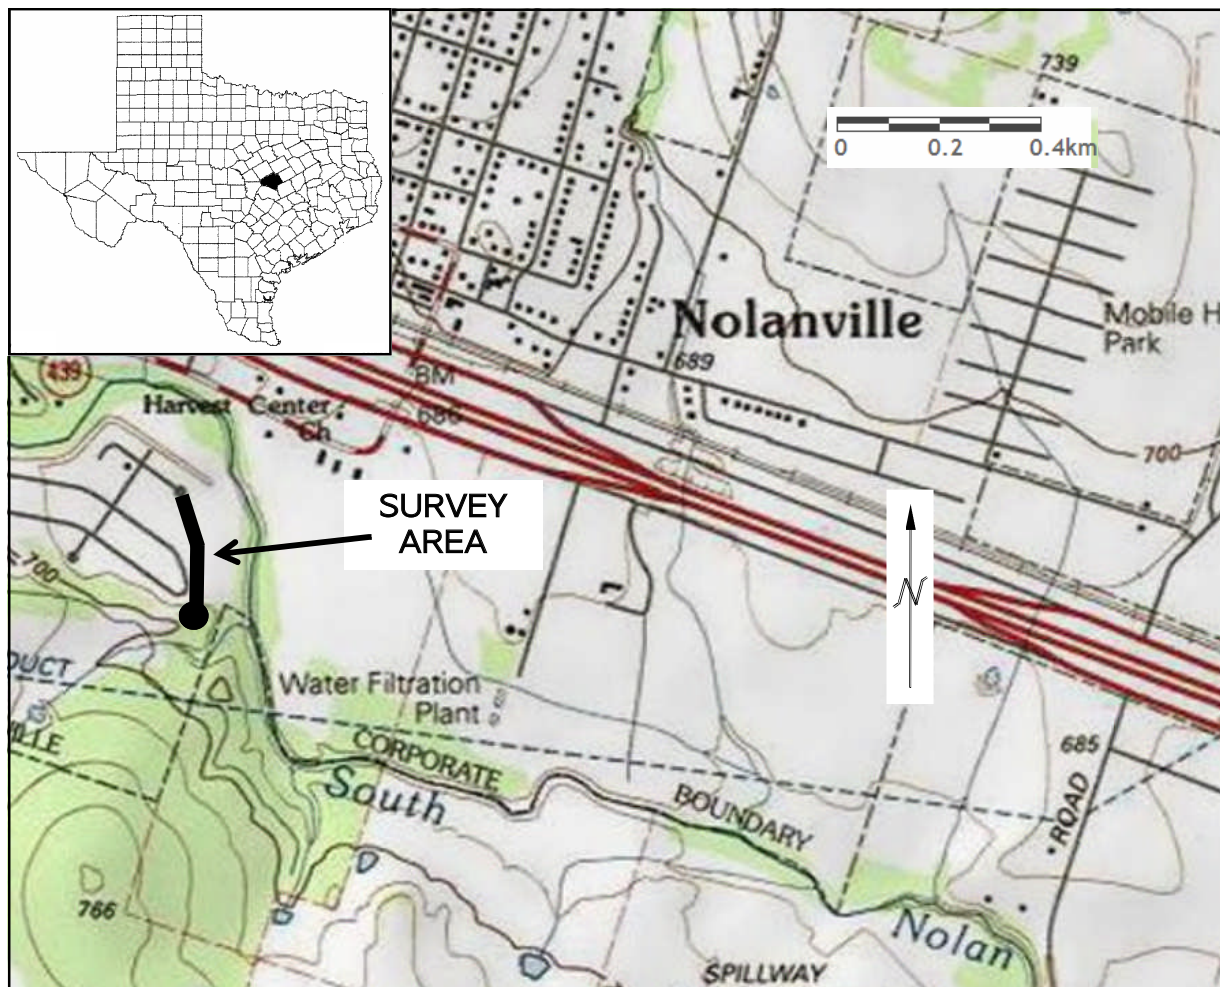 739
0 0.2 0.4km
Nolanville
Mobile H
Park
689
439
BM
686
Harvest Center
Ch
700
SURVEY
AREA
N
700
DUCT
Water Filtration
Plant
ILLE
CORPORATE
BOUNDARY
685
ROAD
South
766
Nolan
SPILLWAY